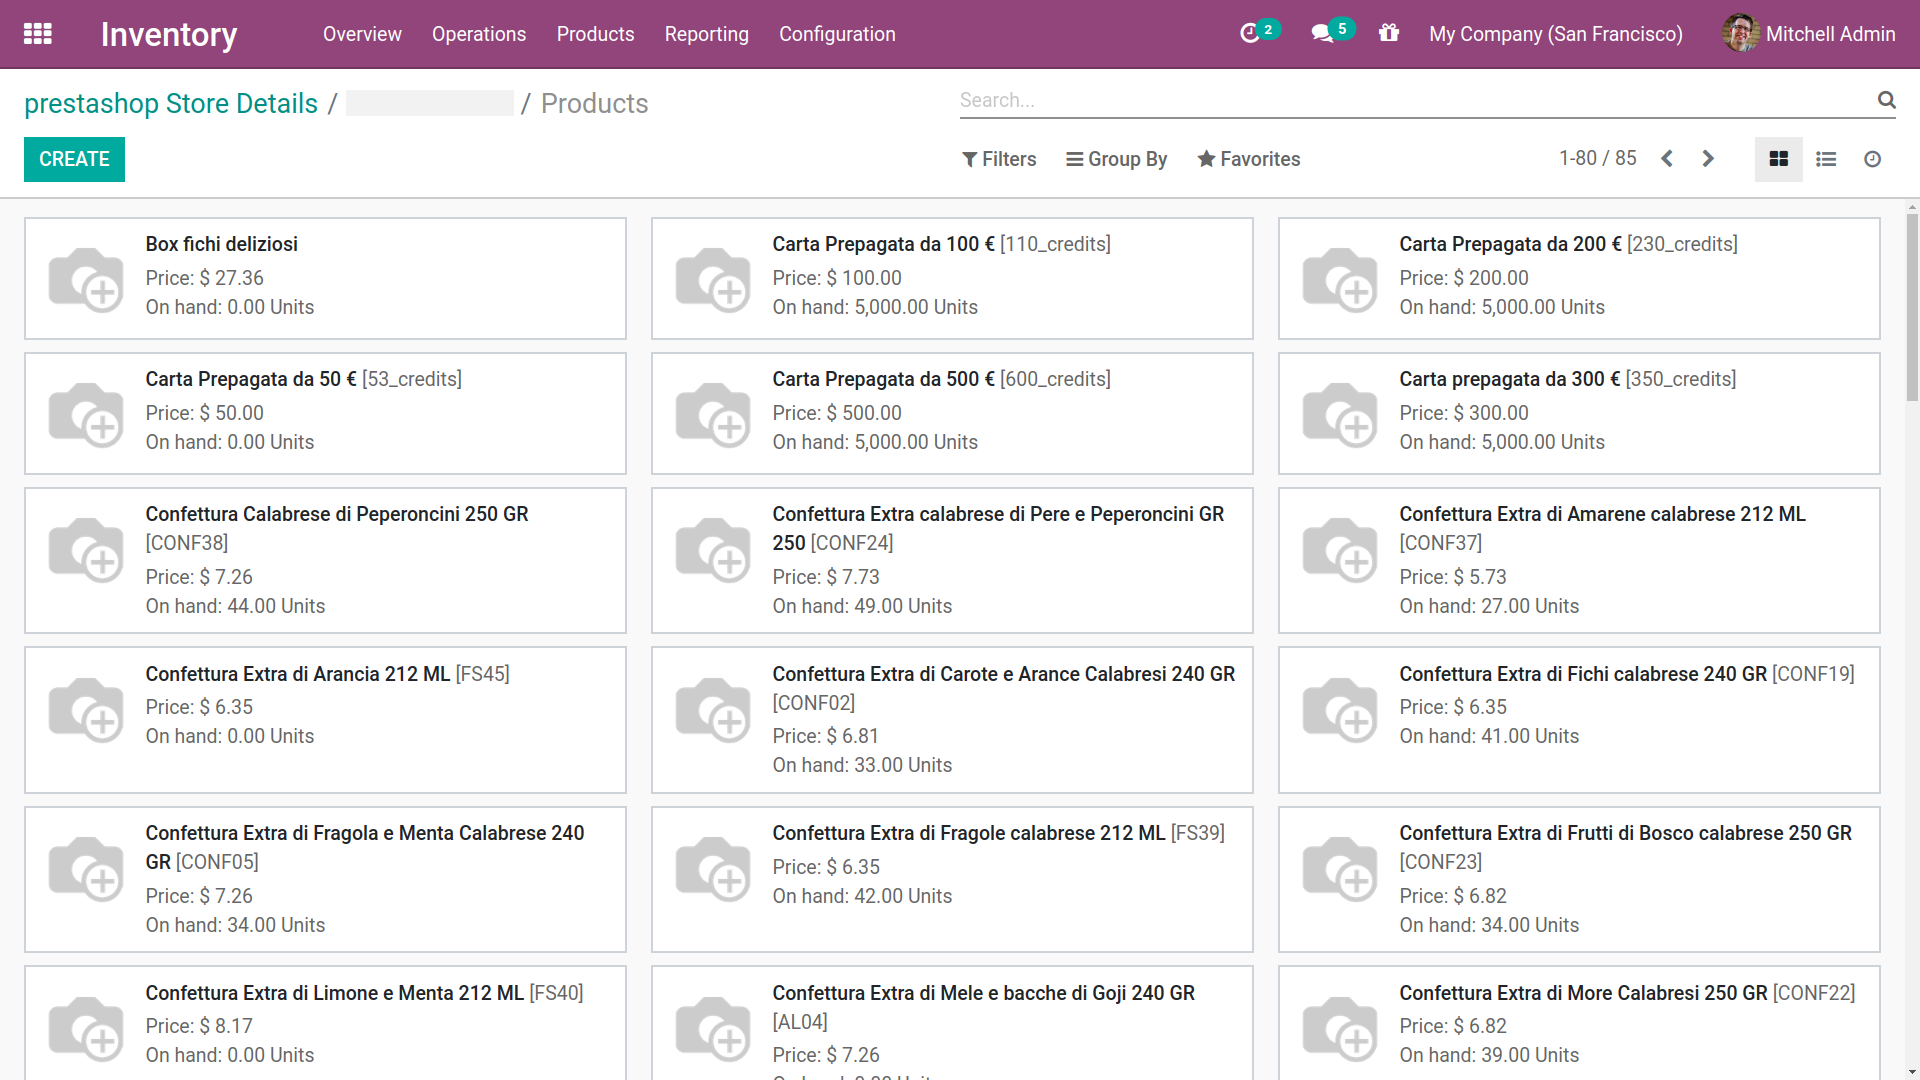 Inventory
Overview
Operations
Products
Reporting
Configuration
2
5
My Company (San Francisco)
Mitchell Admin
prestashop Store Details / / Products
Search...
CREATE
Filters
Group By
Favorites
1-80 / 85
Box fichi deliziosi
Price: $ 27.36
On hand: 0.00 Units
Carta Prepagata da 100 € [110_credits]
Price: $ 100.00
On hand: 5,000.00 Units
Carta Prepagata da 200 € [230_credits]
Price: $ 200.00
On hand: 5,000.00 Units
Carta Prepagata da 50 € [53_credits]
Price: $ 50.00
On hand: 0.00 Units
Carta Prepagata da 500 € [600_credits]
Price: $ 500.00
On hand: 5,000.00 Units
Carta prepagata da 300 € [350_credits]
Price: $ 300.00
On hand: 5,000.00 Units
Confettura Calabrese di Peperoncini 250 GR
[CONF38]
Price: $ 7.26
On hand: 44.00 Units
Confettura Extra calabrese di Pere e Peperoncini GR
250 [CONF24]
Price: $ 7.73
On hand: 49.00 Units
Confettura Extra di Amarene calabrese 212 ML
[CONF37]
Price: $ 5.73
On hand: 27.00 Units
Confettura Extra di Arancia 212 ML [FS45]
Price: $ 6.35
On hand: 0.00 Units
Confettura Extra di Carote e Arance Calabresi 240 GR
[CONF02]
Price: $ 6.81
On hand: 33.00 Units
Confettura Extra di Fichi calabrese 240 GR [CONF19]
Price: $ 6.35
On hand: 41.00 Units
Confettura Extra di Fragola e Menta Calabrese 240
GR [CONF05]
Price: $ 7.26
On hand: 34.00 Units
Confettura Extra di Fragole calabrese 212 ML [FS39]
Price: $ 6.35
On hand: 42.00 Units
Confettura Extra di Frutti di Bosco calabrese 250 GR
[CONF23]
Price: $ 6.82
On hand: 34.00 Units
Confettura Extra di Limone e Menta 212 ML [FS40]
Price: $ 8.17
On hand: 0.00 Units
Confettura Extra di Mele e bacche di Goji 240 GR
[AL04]
Price: $ 7.26
Confettura Extra di More Calabresi 250 GR [CONF22]
Price: $ 6.82
On hand: 39.00 Units